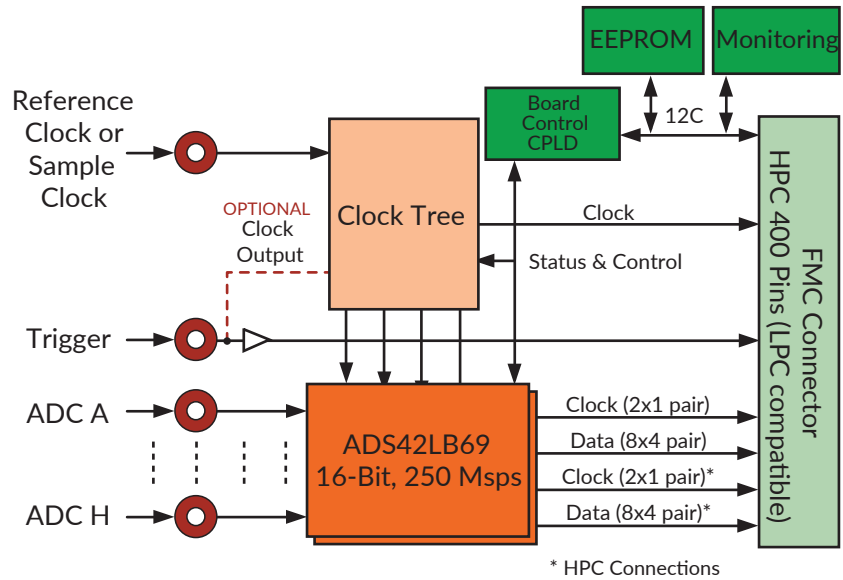 EEPROM
Monitoring
Board
Control
CPLD
12C
Reference
Clock or
Sample
Clock
Clock Tree
Clock
OPTIONAL
Clock
Output
Status & Control
Trigger
HPC 400 Pins (LPC compatible)
FMC Connector
ADC A
ADS42LB69
16-Bit, 250 Msps
Clock (2x1 pair)
Data (8x4 pair)
Clock (2x1 pair)*
Data (8x4 pair)*
ADC H
* HPC Connections